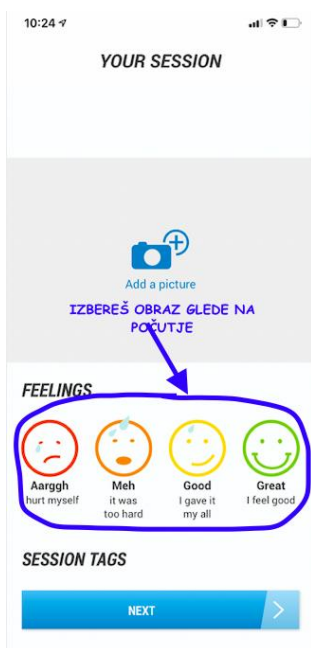 10:24
YOUR SESSION
Add a picture
IZBEREŠ OBRAZ GLEDE NA
POČUTJE
FEELINGS
Aarggh Meh Good Great
hurt myself it was I gave it I feel good
too hard my all
SESSION TAGS
NEXT